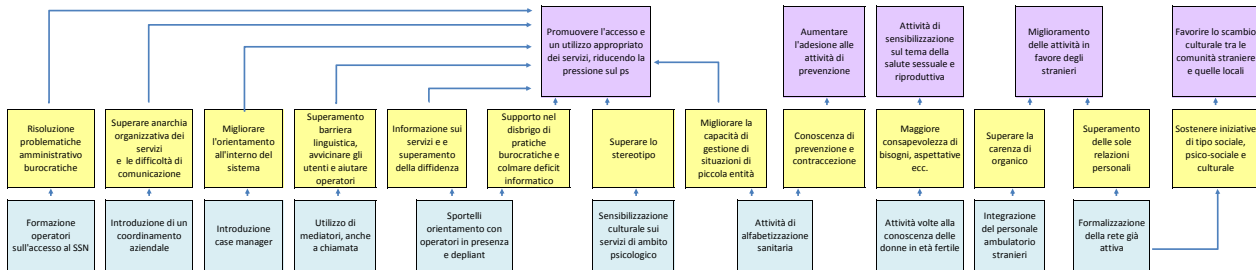 Promuovere l'accesso e
un utilizzo appropriato
dei servizi, riducendo la
pressione sul ps
Aumentare
l'adesione alle
attività di
prevenzione
Attività di
sensibilizzazione
sul tema della
salute sessuale e
riproduttiva
Miglioramento
delle attività in
favore degli
stranieri
Favorire lo scambio
culturale tra le
comunità straniere
e quelle locali
Risoluzione
problematiche
amministrativo
burocratiche
Superare anarchia
organizzativa dei
servizi
e le difficoltà di
comunicazione
Migliorare
l'orientamento
all'interno del
sistema
Superamento
barriera
linguistica,
avvicinare gli
utenti e aiutare
operatori
Informazione sui
servizi e e
superamento
della diffidenza
Supporto nel
disbrigo di
pratiche
burocratiche e
colmare deficit
informatico
Superare lo
stereotipo
Migliorare la
capacità di
gestione di
situazioni di
piccola entità
Conoscenza di
prevenzione e
contraccezione
Maggiore
consapevolezza di
bisogni, aspettative
ecc.
Superare la
carenza di
organico
Superamento
delle sole
relazioni
personali
Sostenere iniziative
di tipo sociale,
psico-sociale e
culturale
Formazione
operatori
sull'accesso al SSN
Introduzione di un
coordinamento
aziendale
Introduzione
case manager
Utilizzo di
mediatori, anche
a chiamata
Sportelli
orientamento con
operatori in presenza
e depliant
Sensibilizzazione
culturale sui
servizi di ambito
psicologico
Attività di
alfabetizzazione
sanitaria
Attività volte alla
conoscenza delle
donne in età fertile
Integrazione
del personale
ambulatorio
stranieri
Formalizzazione
della rete già
attiva